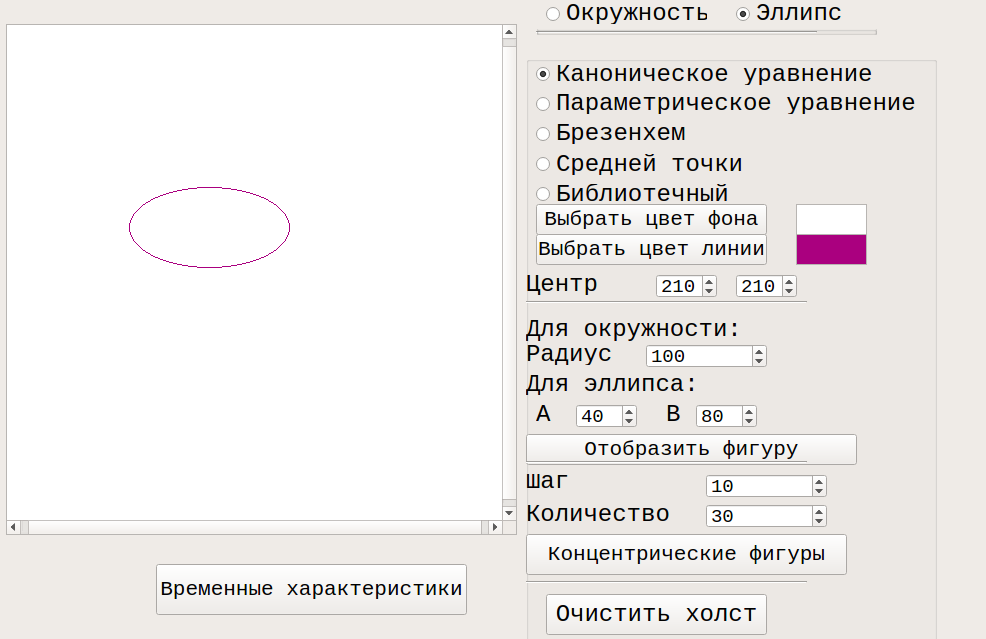 Окружность Эллипс
Каноническое уравнение
Параметрическое уравнение
Брезенхем
Средней точки
Библиотечный
Выбрать цвет фона
Выбрать цвет линии
Центр 210 210
Для окружности:
Радиус 100
Для эллипса:
A 40 B 80
Отобразить фигуру
Шаг 10
Количество 30
Концентрические фигуры
Временные характеристики
Очистить холст